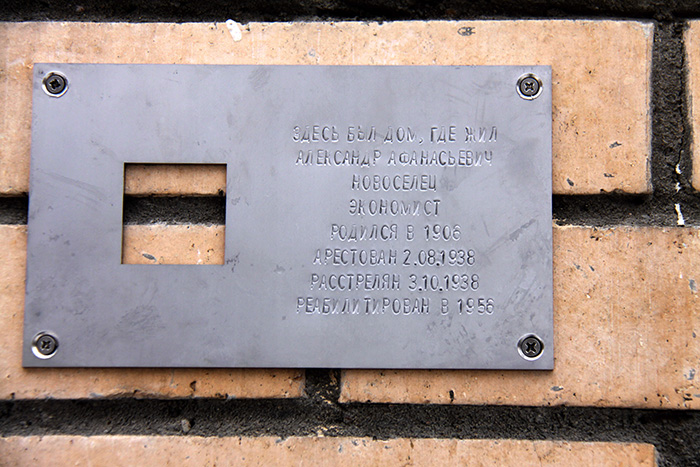 ЗДЕСЬ БЫЛ ДОМ, ГДЕ ЖИЛ
АЛЕКСАНДР АФАНАСЬЕВИЧ
НОВОСЕЛЕЦ
ЭКОНОМИСТ
РОДИЛСЯ В 1906
АРЕСТОВАН 2.08.1938
РАССТРЕЛЯН 3.10.1938
РЕАБИЛИТИРОВАН В 1956